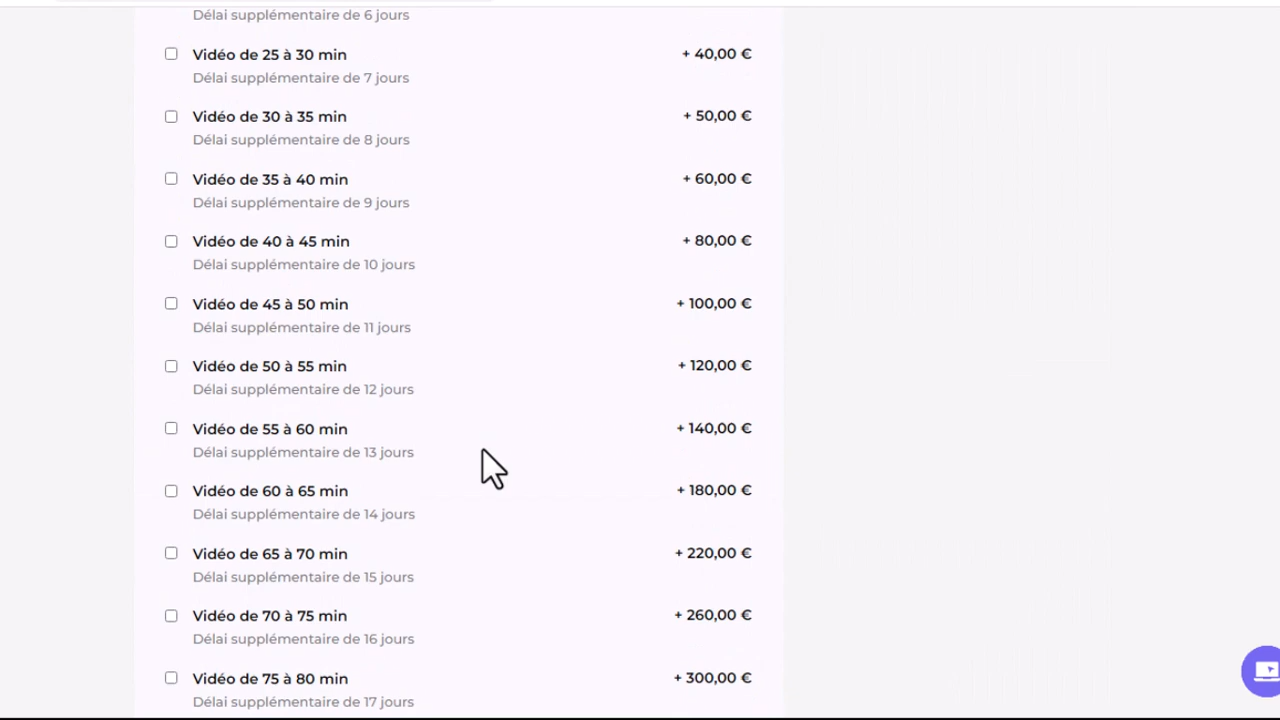 Délai supplémentaire de 6 jours
Vidéo de 25 à 30 min + 40,00 €
Délai supplémentaire de 7 jours
Vidéo de 30 à 35 min + 50,00 €
Délai supplémentaire de 8 jours
Vidéo de 35 à 40 min + 60,00 €
Délai supplémentaire de 9 jours
Vidéo de 40 à 45 min + 80,00 €
Délai supplémentaire de 10 jours
Vidéo de 45 à 50 min + 100,00 €
Délai supplémentaire de 11 jours
Vidéo de 50 à 55 min + 120,00 €
Délai supplémentaire de 12 jours
Vidéo de 55 à 60 min + 140,00 €
Délai supplémentaire de 13 jours
Vidéo de 60 à 65 min + 180,00 €
Délai supplémentaire de 14 jours
Vidéo de 65 à 70 min + 220,00 €
Délai supplémentaire de 15 jours
Vidéo de 70 à 75 min + 260,00 €
Délai supplémentaire de 16 jours
Vidéo de 75 à 80 min + 300,00 €
Délai supplémentaire de 17 jours